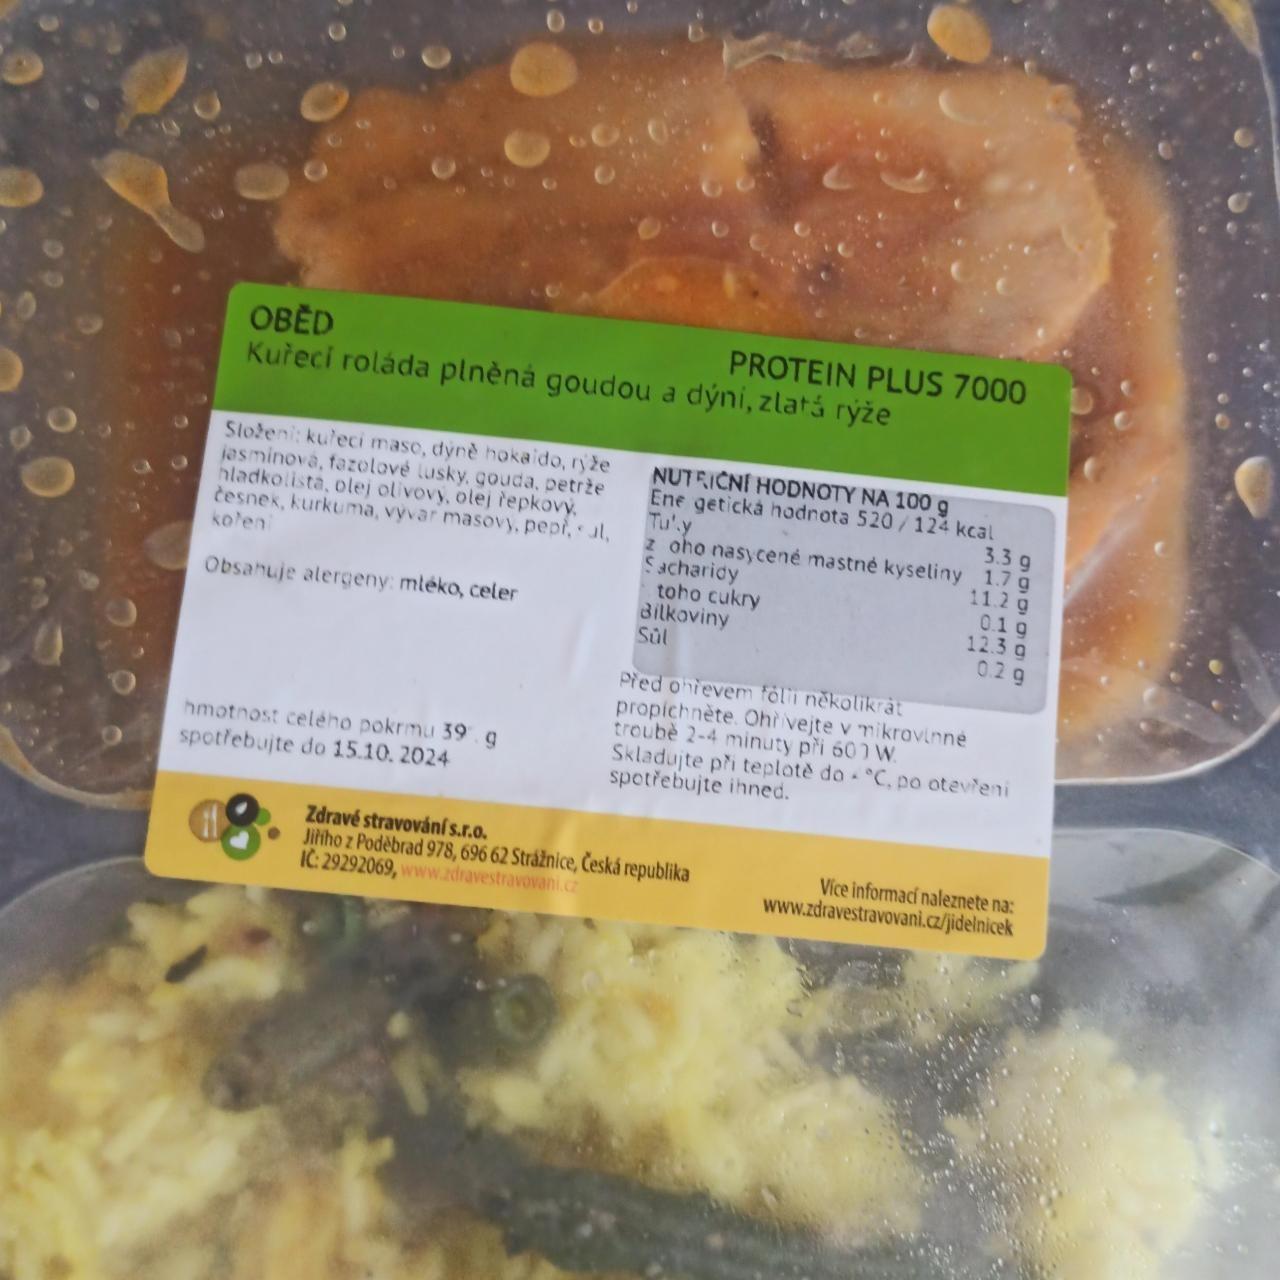 OBĚD
PROTEIN PLUS 7000
Kuřecí roláda plněná goudou a dýní, zlatá rýže
Složení: kuřecí maso, dýně hokaido, rýže
jasmínová, fazolové lusky, gouda, petržel
hladkolistá, olej olivový, olej řepkový,
česnek, kurkuma, vývar masový, pepř, sůl,
koření
Obsahuje alergeny: mléko, celer
hmotnost celého pokrmu g
spotřebujte do 15.10. 2024
NUTRIČNÍ HODNOTY NA 100 g
Energetická hodnota 520 / 124 kcal
Tuky 3.3 g
z toho nasycené mastné kyseliny 1.7 g
Sacharidy 11.2 g
z toho cukry 0.1 g
Bílkoviny 12.3 g
Sůl 0.2 g
Před ohřevem fólii několikrát
propíchněte. Ohřívejte v mikrovlnné
troubě 2-4 minuty při 600 W.
Skladujte při teplotě do °C, po otevření
spotřebujte ihned.
Zdravé stravování s.r.o.
Jiřího z Poděbrad 978, 696 62 Strážnice, Česká republika
IČ: 29292069, www.zdravestravovani.cz
Více informací naleznete na:
www.zdravestravovani.cz/jidelnicek